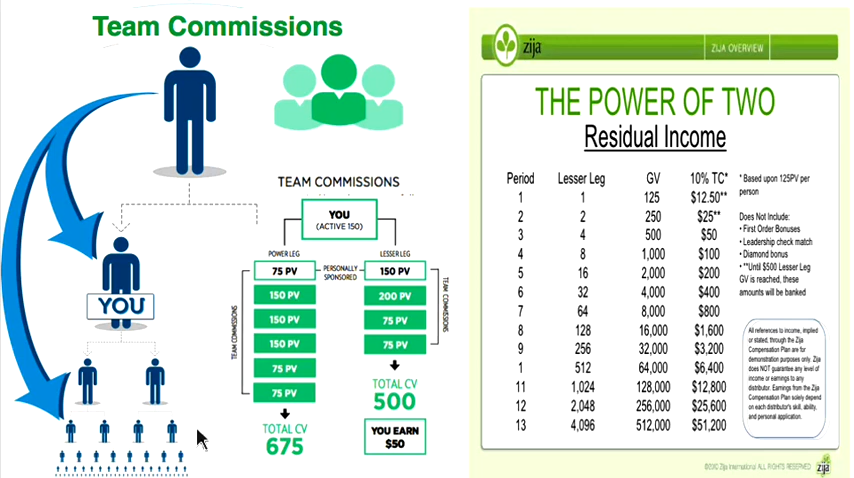 Team Commissions
YOU
TEAM COMMISSIONS
YOU
(ACTIVE 150)
POWER LEG
LESSER LEG
PERSONALLY
SPONSORED
75 PV
150 PV
150 PV
150 PV
75 PV
75 PV
TEAM COMMISSIONS
TOTAL CV
675
150 PV
200 PV
75 PV
75 PV
TEAM COMMISSIONS
TOTAL CV
500
YOU EARN
$50
zija
ZIJA OVERVIEW
THE POWER OF TWO
Residual Income
Period Lesser Leg GV 10% TC*
1 1 125 $12.50**
2 2 250 $25**
3 4 500 $50
4 8 1,000 $100
5 16 2,000 $200
6 32 4,000 $400
7 64 8,000 $800
8 128 16,000 $1,600
9 256 32,000 $3,200
1 512 64,000 $6,400
11 1,024 128,000 $12,800
12 2,048 256,000 $25,600
13 4,096 512,000 $51,200
* Based upon 125PV per
person
Does Not Include:
• First Order Bonuses
• Leadership check match
• Diamond bonus
• **Until $500 Lesser Leg
GV is reached, these
amounts will be banked
All references to income, implied
or stated, through the Zija
Compensation Plan are for
demonstration purposes only. Zija
does NOT guarantee any level of
income or earnings to any
distributor. Earnings from the Zija
Compensation Plan solely depend
on each distributor's skill, ability,
and personal application.
Zija International. ALL RIGHTS RESERVED.
zija